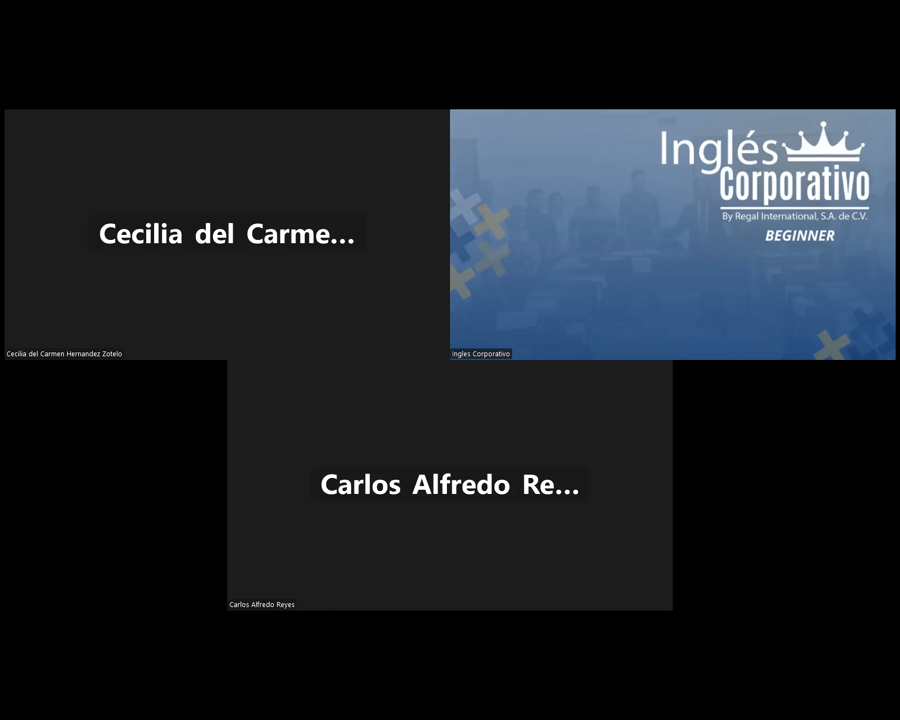 Cecilia del Carme...
Cecilia del Carmen Hernandez Zotelo
Inglés
Corporativo
By Regal International, S.A. de C.V.
BEGINNER
Ingles Corporativo
Carlos Alfredo Re...
Carlos Alfredo Reyes